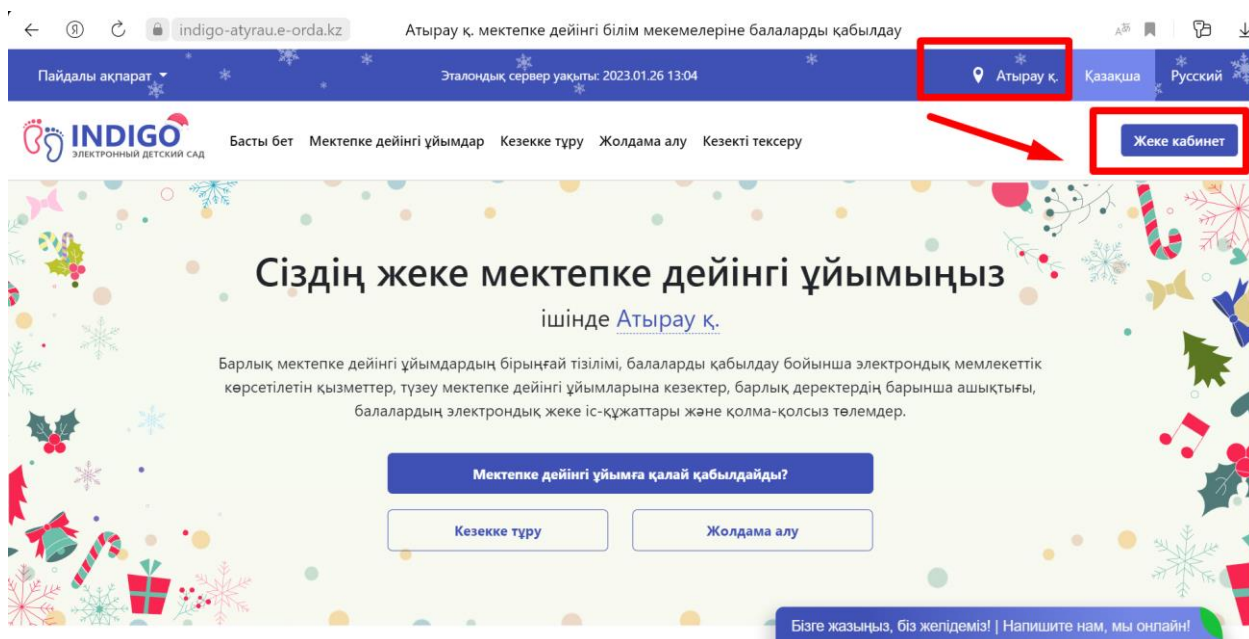 indigo-atyrau.e-orda.kz Атырау қ. мектепке дейінгі білім мекемелеріне балаларды қабылдау
Пайдалы ақпарат Эталондық сервер уақыты: 2023.01.26 13:04 Атырау қ. Қазақша Русский
INDIGO
ЭЛЕКТРОННЫЙ ДЕТСКИЙ САД
Басты бет Мектепке дейінгі ұйымдар Кезекке тұру Жолдама алу Кезекті тексеру Жеке кабинет
Сіздің жеке мектепке дейінгі ұйымыңыз
ішінде Атырау қ.
Барлық мектепке дейінгі ұйымдардың бірыңғай тізілімі, балаларды қабылдау бойынша электрондық мемлекеттік
көрсетілетін қызметтер, түзеу мектепке дейінгі ұйымларына кезектер, барлық деректердің барынша ашықтығы,
балалардың электрондық жеке іс-құжаттары және қолма-қолсыз төлемдер.
Мектепке дейінгі ұйымға қалай қабылдайды?
Кезекке тұру Жолдама алу
Бізге жазыңыз, біз желідеміз! | Напишите нам, мы онлайн!